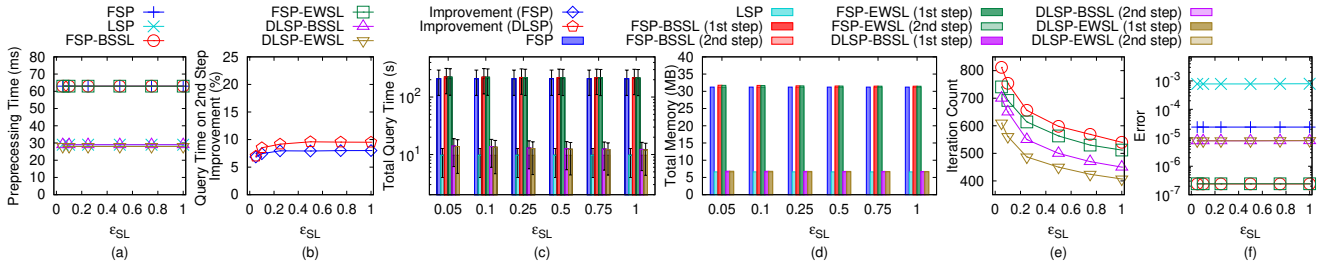 FSP
LSP
FSP-BSSL
FSP-EWSL
DLSP-BSSL
DLSP-EWSL
Improvement (FSP)
Improvement (DLSP)
FSP
LSP
FSP-BSSL (1st step)
FSP-BSSL (2nd step)
FSP-EWSL (1st step)
FSP-EWSL (2nd step)
DLSP-BSSL (1st step)
DLSP-BSSL (2nd step)
DLSP-EWSL (1st step)
DLSP-EWSL (2nd step)
Preprecessing Time (ms)
80
70
60
50
40
30
20
10
0
0 0.2 0.4 0.6 0.8 1
εSL
(a)
Query Time on 2nd Step
Improvement (%)
25
20
15
10
5
0
0 0.2 0.4 0.6 0.8 1
εSL
(b)
Total Query Time (s)
10²
10¹
0.05 0.1 0.25 0.5 0.75 1
εSL
(c)
Total Memory (MB)
40
35
30
25
20
15
10
5
0
0.05 0.1 0.25 0.5 0.75 1
εSL
(d)
Iteration Count
800
700
600
500
400
0 0.2 0.4 0.6 0.8 1
εSL
(e)
Error
10⁻³
10⁻⁴
10⁻⁵
10⁻⁶
10⁻⁷
0 0.2 0.4 0.6 0.8 1
εSL
(f)